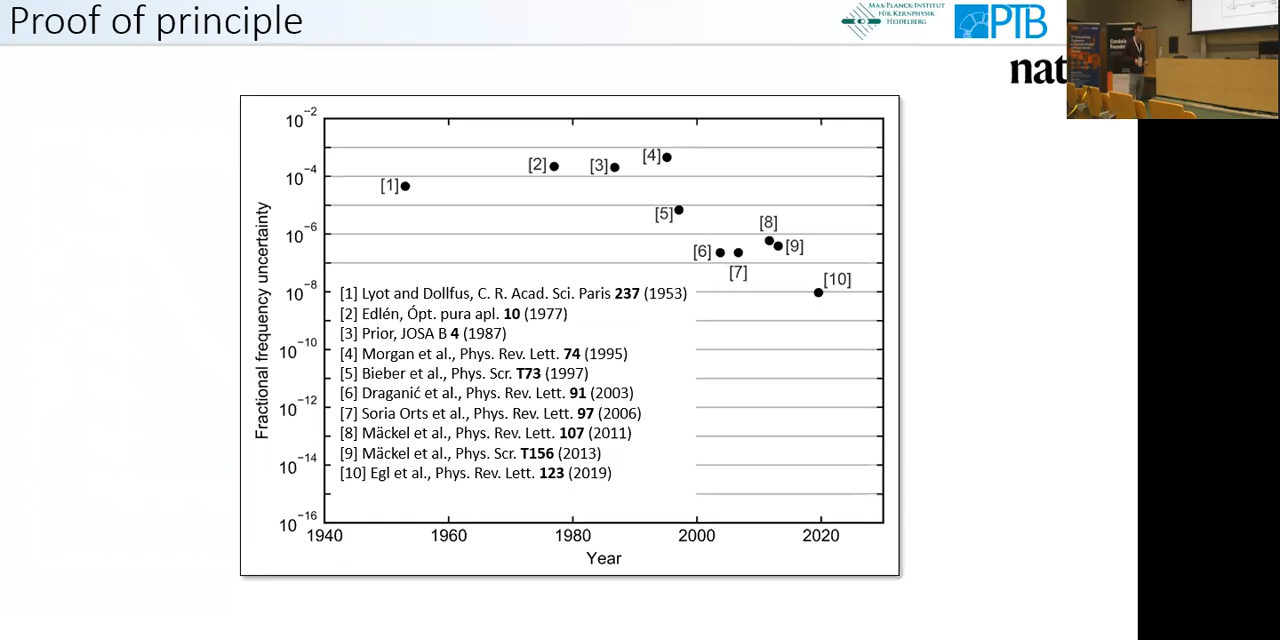 Proof of principle
MAX-PLANCK-INSTITUT
FÜR KERNPHYSIK
HEIDELBERG
PTB
nat
10−2
10−4
10−6
10−8
10−10
10−12
10−14
10−16
Fractional frequency uncertainty
[1]
[2]
[3]
[4]
[5]
[6]
[7]
[8]
[9]
[10]
[1] Lyot and Dollfus, C. R. Acad. Sci. Paris 237 (1953)
[2] Edlén, Ópt. pura apl. 10 (1977)
[3] Prior, JOSA B 4 (1987)
[4] Morgan et al., Phys. Rev. Lett. 74 (1995)
[5] Bieber et al., Phys. Scr. T73 (1997)
[6] Draganić et al., Phys. Rev. Lett. 91 (2003)
[7] Soria Orts et al., Phys. Rev. Lett. 97 (2006)
[8] Mäckel et al., Phys. Rev. Lett. 107 (2011)
[9] Mäckel et al., Phys. Scr. T156 (2013)
[10] Egl et al., Phys. Rev. Lett. 123 (2019)
1940 1960 1980 2000 2020
Year